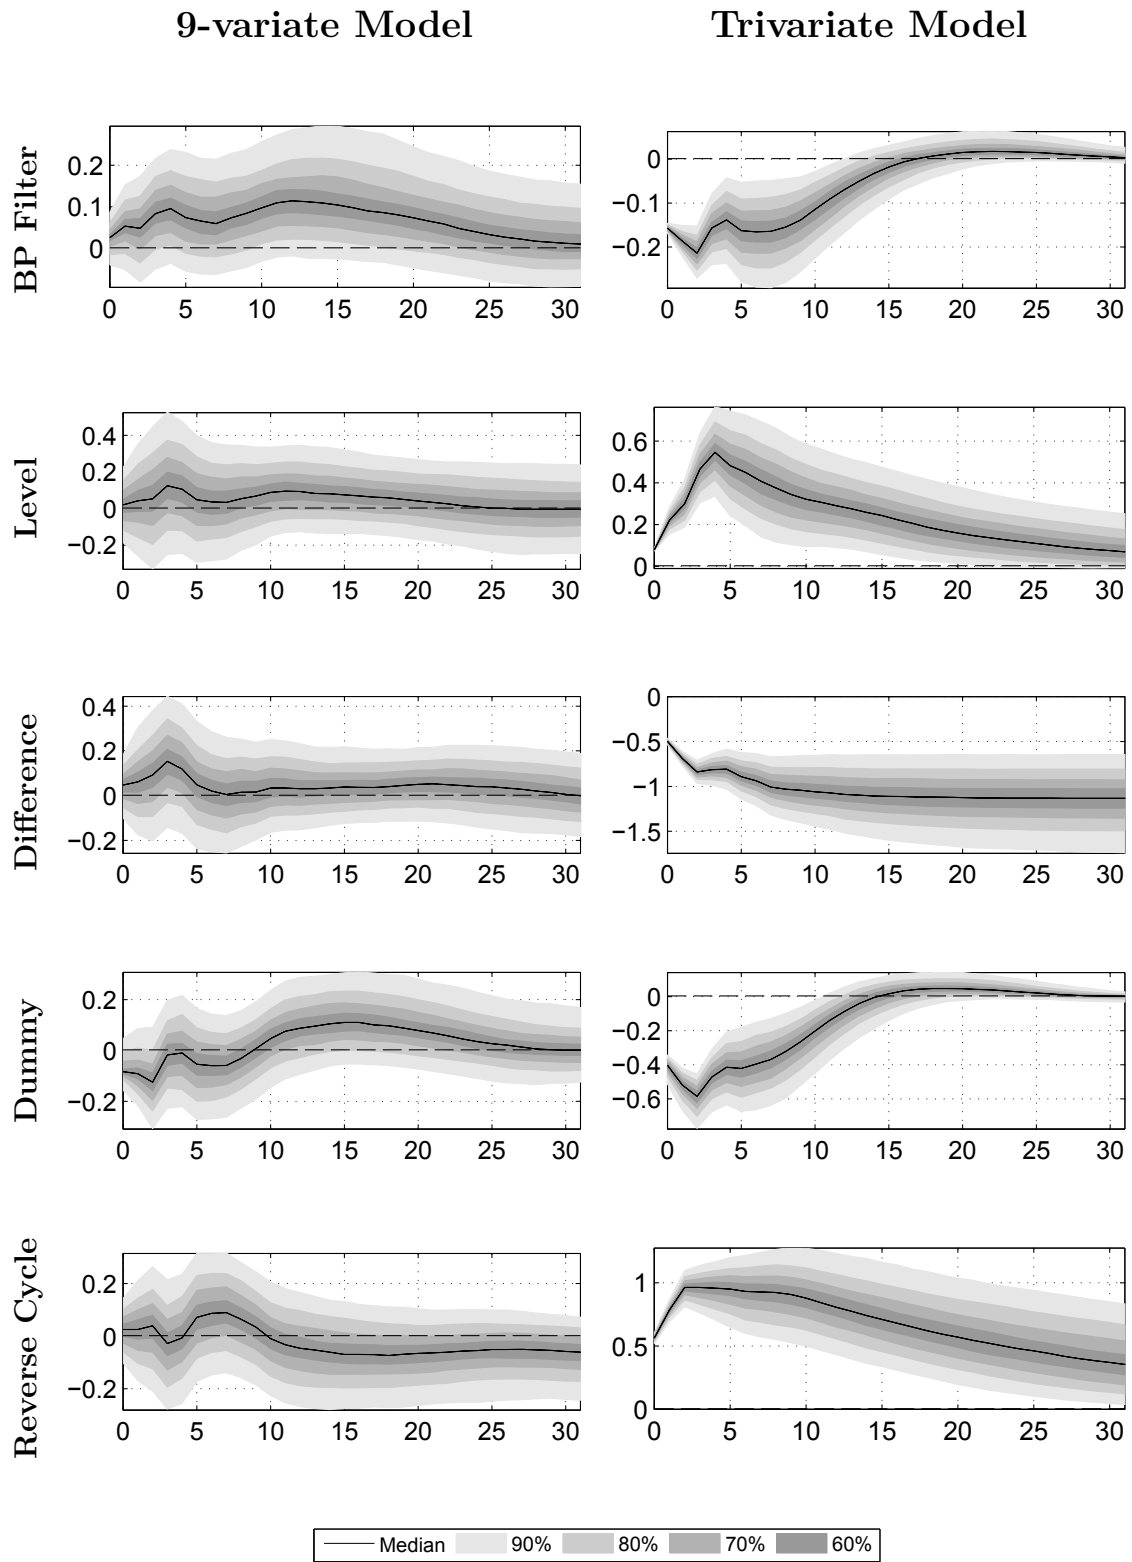 9-variate Model Trivariate Model
BP Filter
0.2
0.1
0
0 5 10 15 20 25 30
0
−0.1
−0.2
0 5 10 15 20 25 30
Level
0.4
0.2
0
−0.2
0 5 10 15 20 25 30
0.6
0.4
0.2
0
0 5 10 15 20 25 30
Difference
0.4
0.2
0
−0.2
0 5 10 15 20 25 30
0
−0.5
−1
−1.5
0 5 10 15 20 25 30
Dummy
0.2
0
−0.2
0 5 10 15 20 25 30
0
−0.2
−0.4
−0.6
0 5 10 15 20 25 30
Reverse Cycle
0.2
0
−0.2
0 5 10 15 20 25 30
1
0.5
0
0 5 10 15 20 25 30
Median 90% 80% 70% 60%